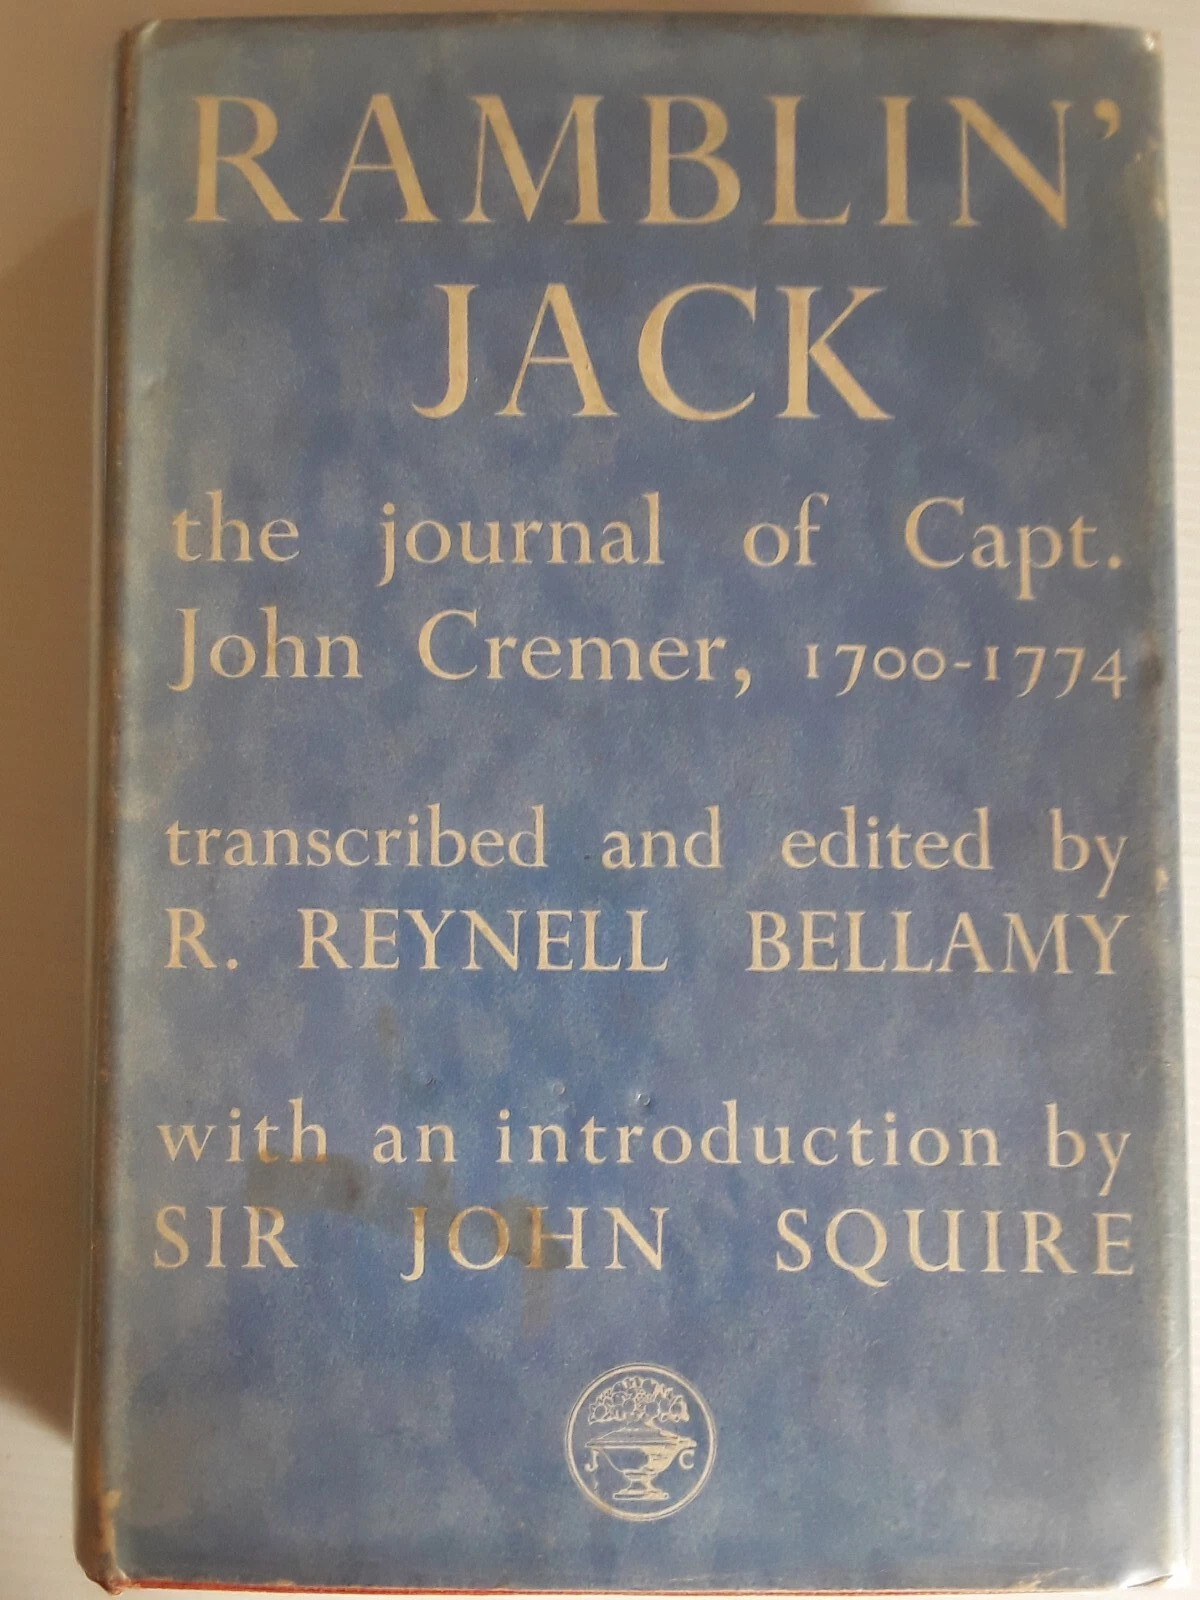 RAMBLIN'
JACK
the journal of Capt.
John Cremer, 1700-1774
transcribed and edited by
R. REYNELL BELLAMY
with an introduction by
SIR JOHN SQUIRE
J C